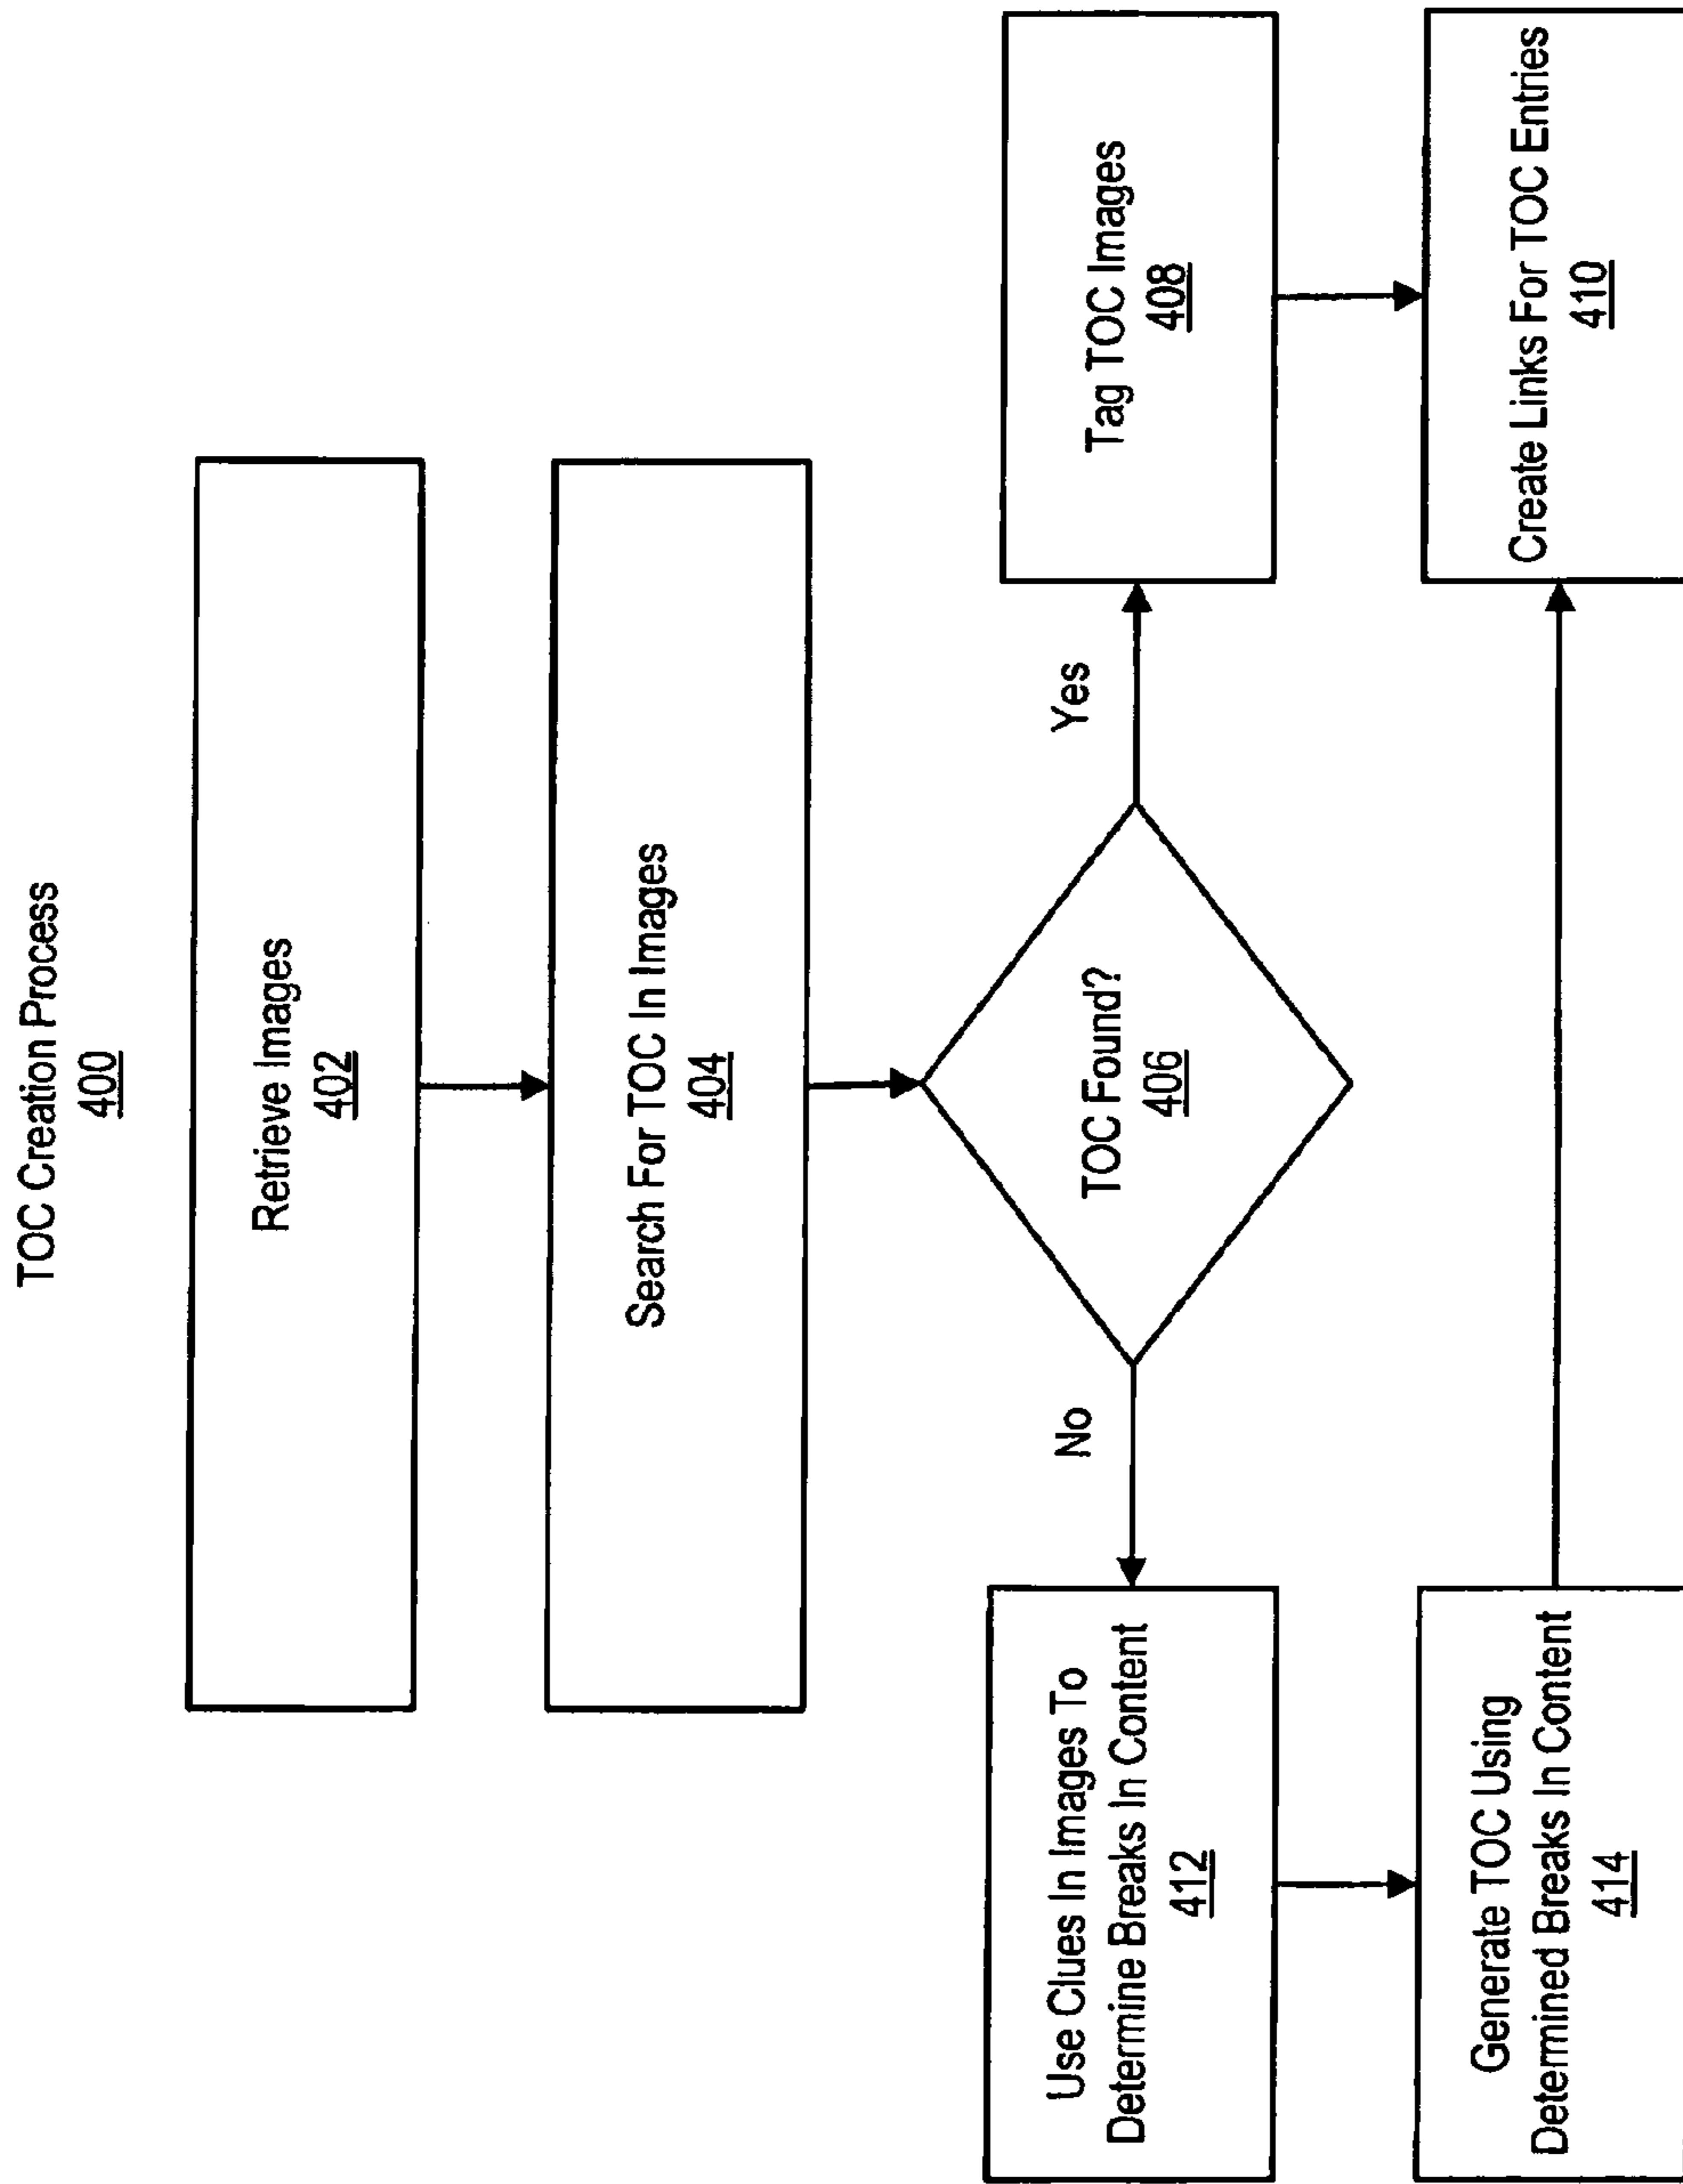 TOC Creation Process
400
Retrieve Images
402
Search For TOC In Images
404
TOC Found?
406
No
Yes
Use Clues In Images To
Determine Breaks In Content
412
Tag TOC Images
408
Generate TOC Using
Determined Breaks In Content
414
Create Links For TOC Entries
410